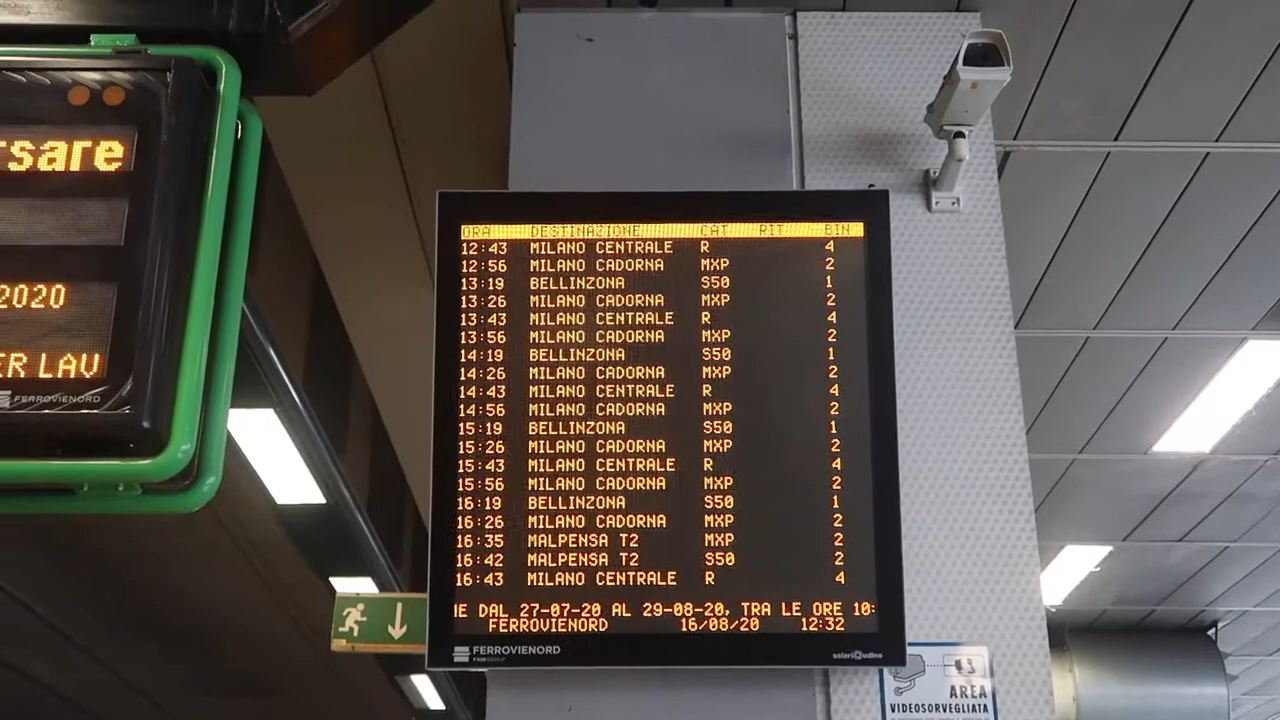 rsare
2020
ER LAV
FERROVIENORD
ORA DESTINAZIONE CAT RIT BIN
12:43 MILANO CENTRALE R 4
12:56 MILANO CADORNA MXP 2
13:19 BELLINZONA S50 1
13:26 MILANO CADORNA MXP 2
13:43 MILANO CENTRALE R 4
13:56 MILANO CADORNA MXP 2
14:19 BELLINZONA S50 1
14:26 MILANO CADORNA MXP 2
14:43 MILANO CENTRALE R 4
14:56 MILANO CADORNA MXP 2
15:19 BELLINZONA S50 1
15:26 MILANO CADORNA MXP 2
15:43 MILANO CENTRALE R 4
15:56 MILANO CADORNA MXP 2
16:19 BELLINZONA S50 1
16:26 MILANO CADORNA MXP 2
16:35 MALPENSA T2 MXP 2
16:42 MALPENSA T2 S50 2
16:43 MILANO CENTRALE R 4
IE DAL 27-07-20 AL 29-08-20, TRA LE ORE 10:
FERROVIENORD 16/08/20 12:32
FERROVIENORD
FNMGROUP
solari udine
AREA
VIDEOSORVEGLIATA